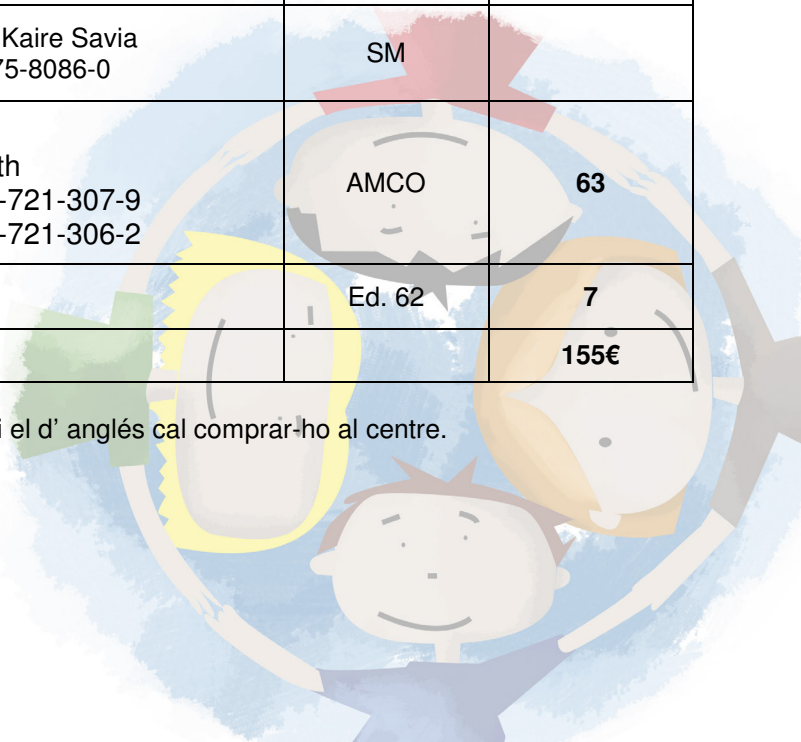 Kaire Savia
75-8086-0
SM
th
-721-307-9
-721-306-2
AMCO
63
Ed. 62
7
155€
i el d' anglés cal comprar-ho al centre.